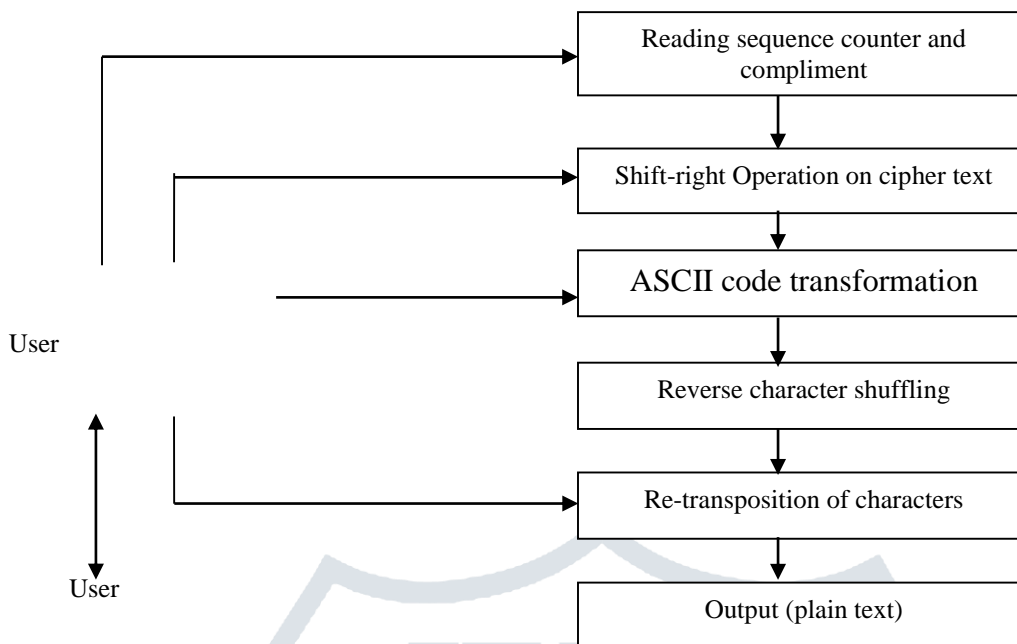 Reading sequence counter and
compliment
Shift-right Operation on cipher text
ASCII code transformation
User
Reverse character shuffling
Re-transposition of characters
User
Output (plain text)